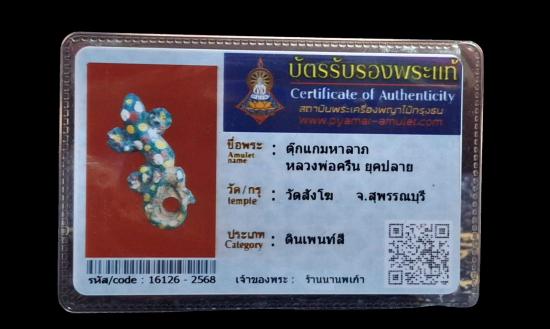 บัตรรับรองพระแท้
Certificate of Authenticity
สถาบันพระเครื่องพญาไม้กรุงธน
www.pyamai-amulet.com
ชื่อพระ : ตุ๊กแกมหาลาภ
Amulet name
หลวงพ่อครืน ยุคปลาย
วัด/กรุ : วัดสังโฆ จ.สุพรรณบุรี
temple
ประเภท : ดินเพนท์สี
Category
รหัส/code : 16126 - 2568
เจ้าของพระ : ร้านนานพเก้า